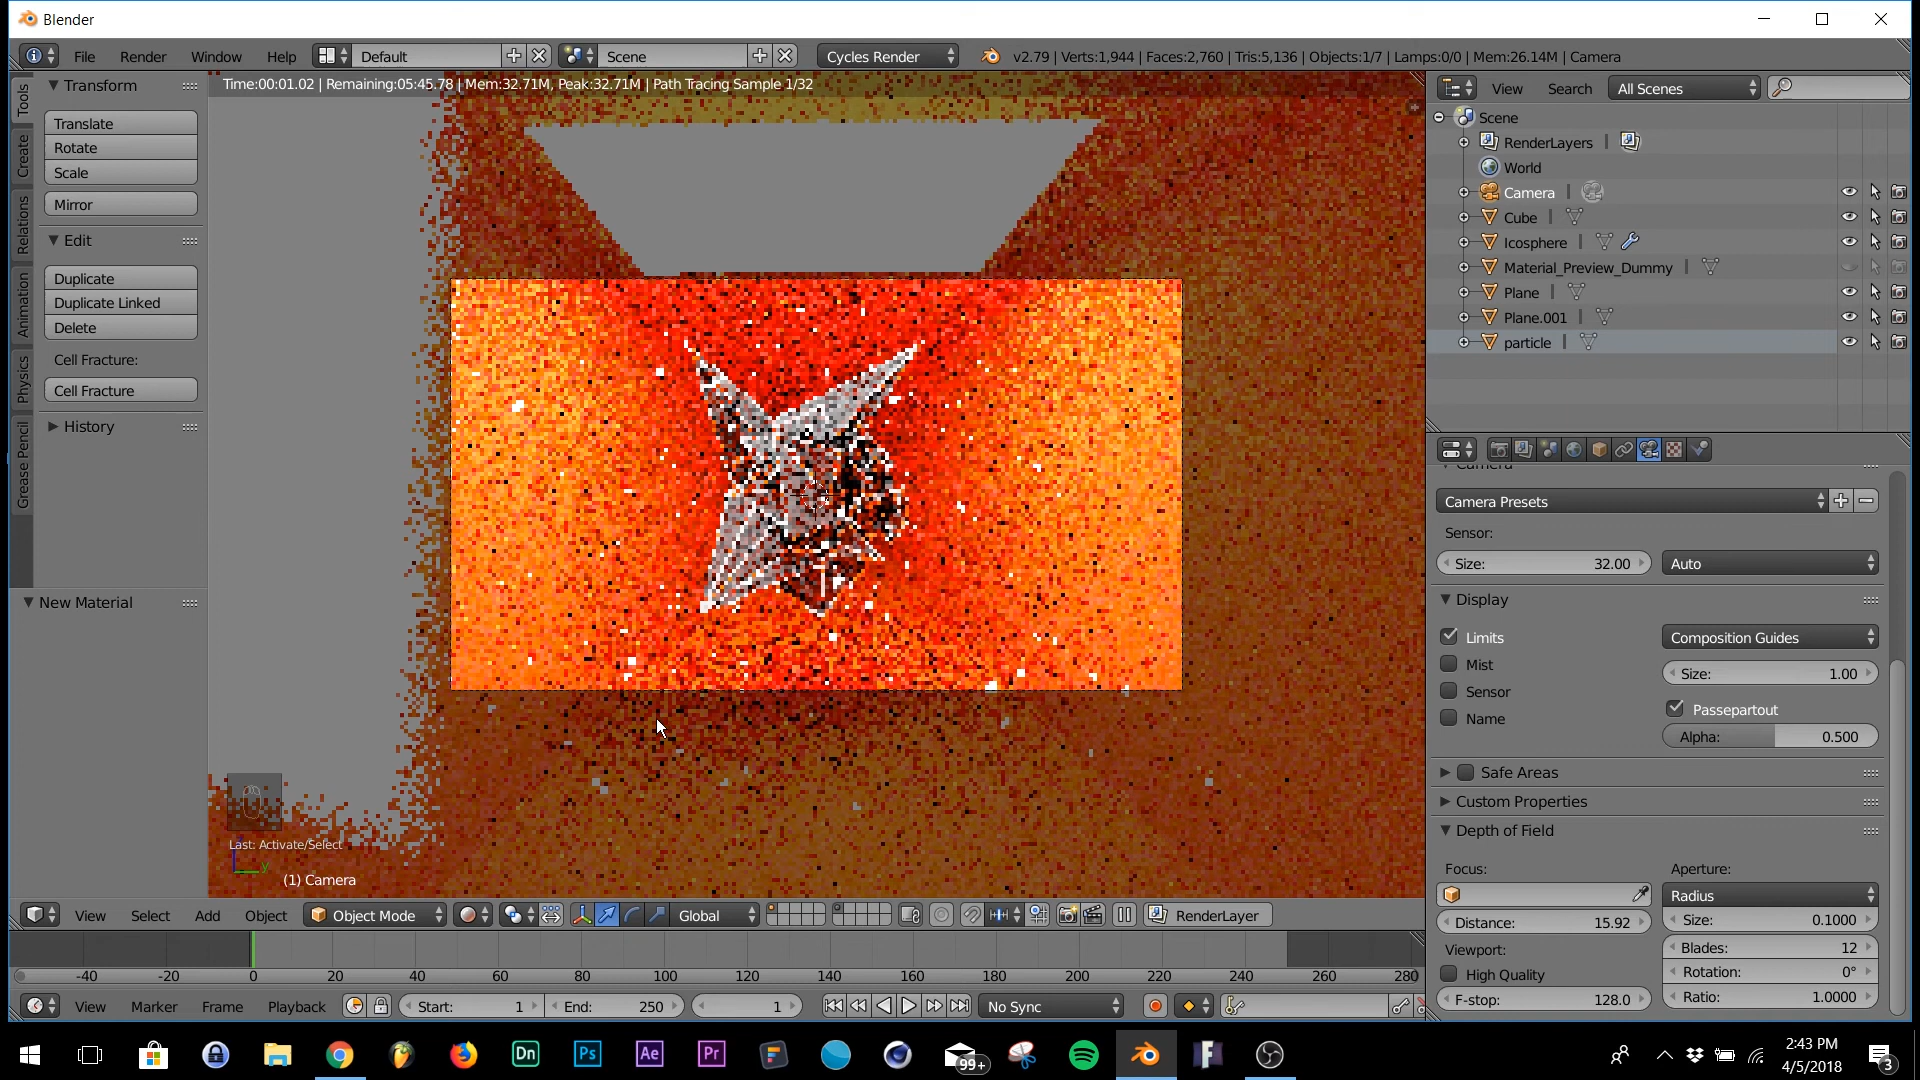 Blender
File Render Window Help Default Scene Cycles Render v2.79 | Verts:1,944 | Faces:2,760 | Tris:5,136 | Objects:1/7 | Lamps:0/0 | Mem:26.14M | Camera
Time:00:01.02 | Remaining:05:45.78 | Mem:32.71M, Peak:32.71M | Path Tracing Sample 1/32
Tools
Create
Relations
Animation
Physics
Grease Pencil
Transform
Translate
Rotate
Scale
Mirror
Edit
Duplicate
Duplicate Linked
Delete
Cell Fracture:
Cell Fracture
History
New Material
Last: Activate/Select
y
(1) Camera
View Search All Scenes
Scene
RenderLayers
World
Camera
Cube
Icosphere
Material_Preview_Dummy
Plane
Plane.001
particle
Camera
Camera Presets
Sensor:
Size: 32.00 Auto
Display
Limits Composition Guides
Mist Size: 1.00
Sensor Passepartout
Name Alpha: 0.500
Safe Areas
Custom Properties
Depth of Field
Focus: Aperture:
Radius
Distance: 15.92 Size: 0.1000
Viewport: Blades: 12
High Quality Rotation: 0°
F-stop: 128.0 Ratio: 1.0000
View Select Add Object Object Mode Global RenderLayer
-40 -20 0 20 40 60 80 100 120 140 160 180 200 220 240 260 280
View Marker Frame Playback Start: 1 End: 250 1 No Sync
Dn Ps Ae Pr 99+
2:43 PM
4/5/2018
3